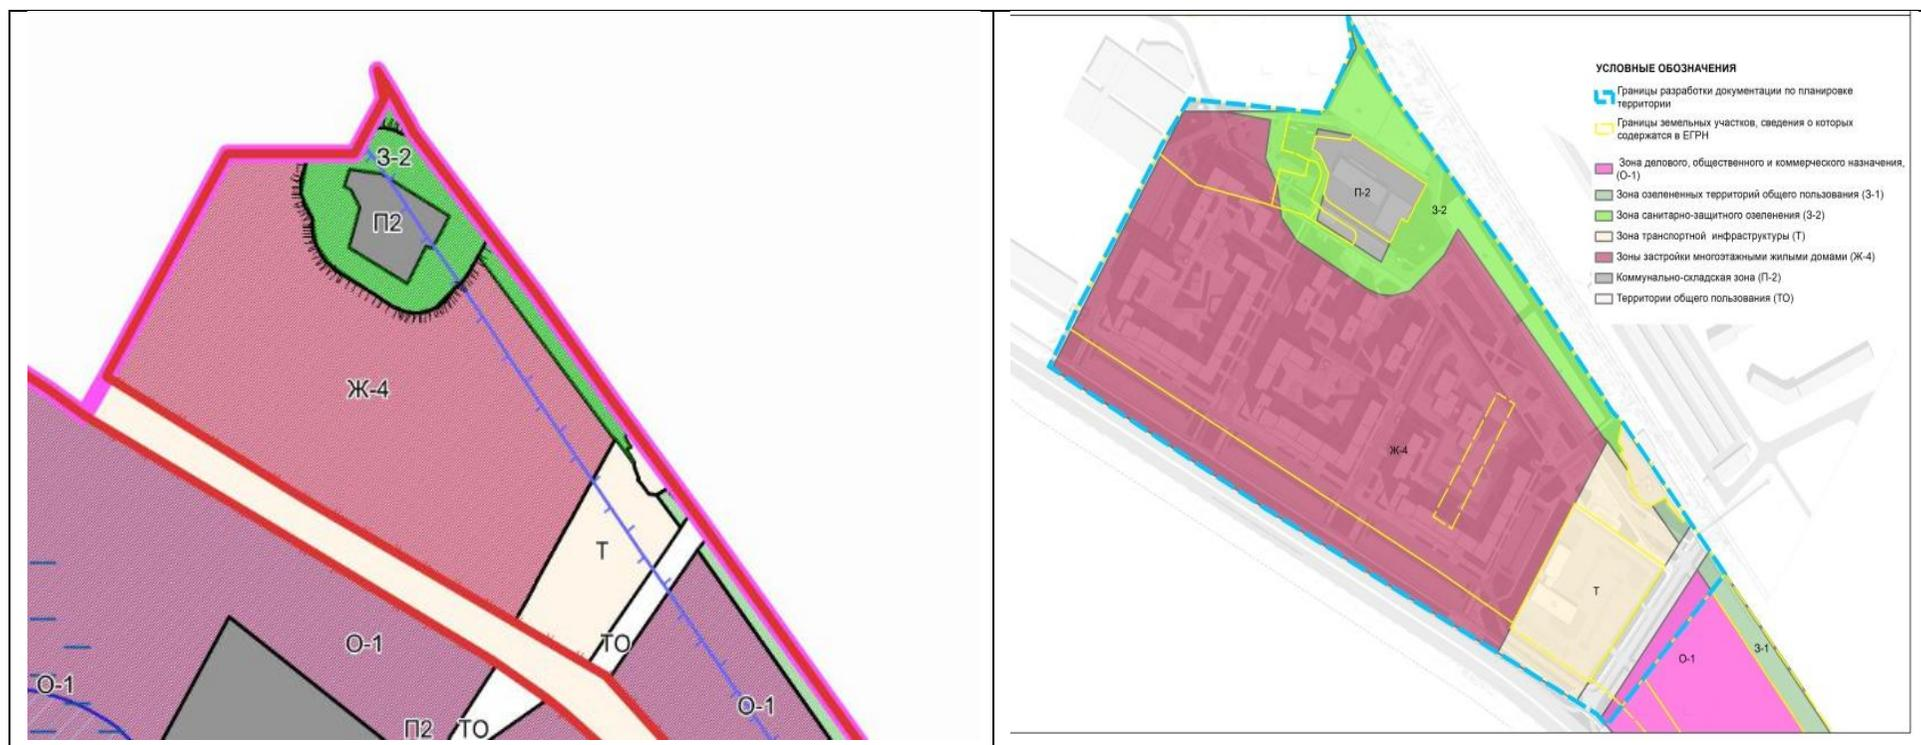 З-2
П2
Ж-4
Т
ТО
О-1
О-1
О-1
П2
ТО
УСЛОВНЫЕ ОБОЗНАЧЕНИЯ
Границы разработки документации по планировке
территории
Границы земельных участков, сведения о которых
содержатся в ЕГРН
Зона делового, общественного и коммерческого назначения,
(О-1)
Зона озелененных территорий общего пользования (З-1)
Зона санитарно-защитного озеленения (З-2)
Зона транспортной инфраструктуры (Т)
Зоны застройки многоэтажными жилыми домами (Ж-4)
Коммунально-складская зона (П-2)
Территории общего пользования (ТО)
П-2
З-2
Ж-4
Т
О-1
З-1